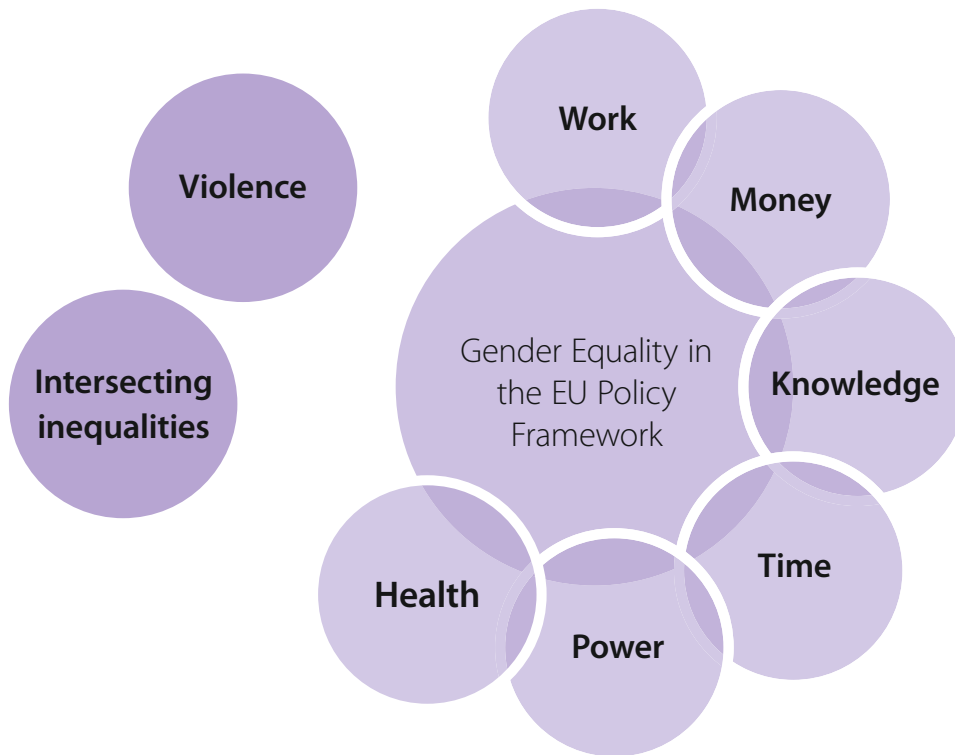 Work
Violence
Money
Gender Equality in
the EU Policy
Framework
Intersecting
inequalities
Knowledge
Time
Health
Power